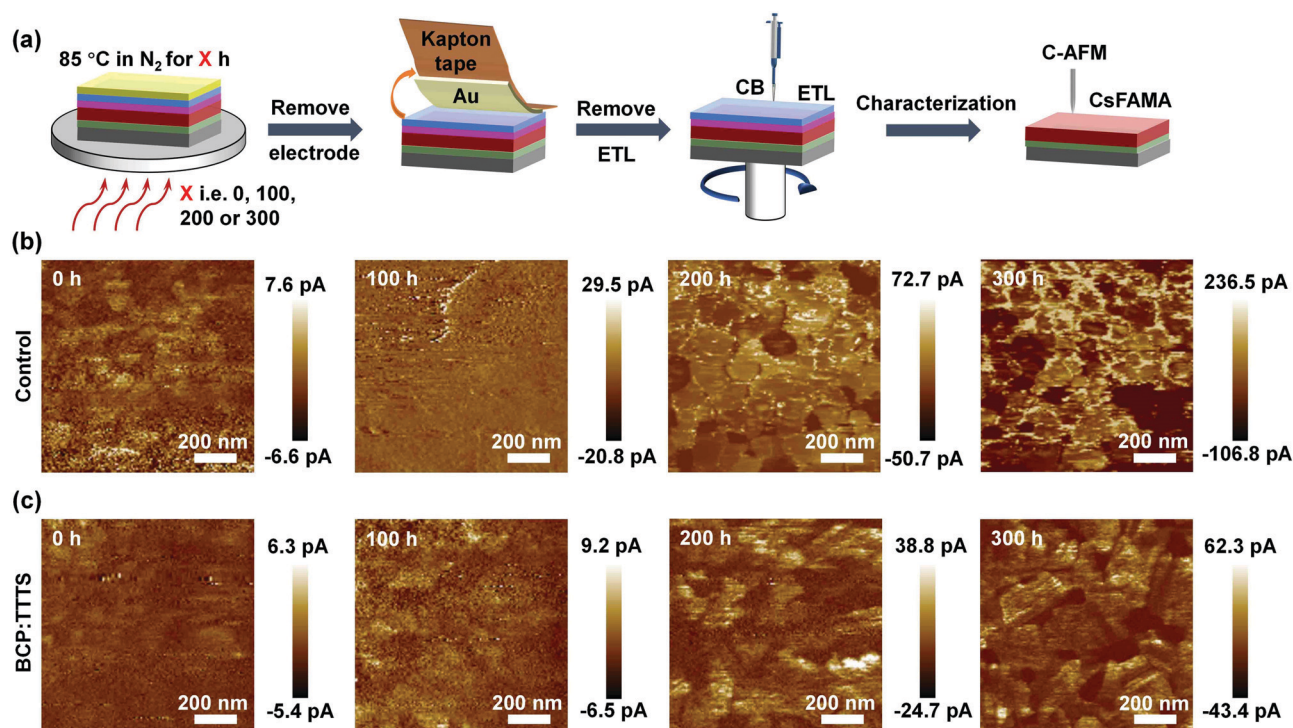 (a)
85 °C in N₂ for X h
X i.e. 0, 100,
200 or 300
Remove
electrode
Kapton
tape
Au
Remove
ETL
CB
ETL
Characterization
C-AFM
CsFAMA
(b)
Control
0 h
200 nm
7.6 pA
-6.6 pA
100 h
200 nm
29.5 pA
-20.8 pA
200 h
200 nm
72.7 pA
-50.7 pA
300 h
200 nm
236.5 pA
-106.8 pA
(c)
BCP:TTTS
0 h
200 nm
6.3 pA
-5.4 pA
100 h
200 nm
9.2 pA
-6.5 pA
200 h
200 nm
38.8 pA
-24.7 pA
300 h
200 nm
62.3 pA
-43.4 pA